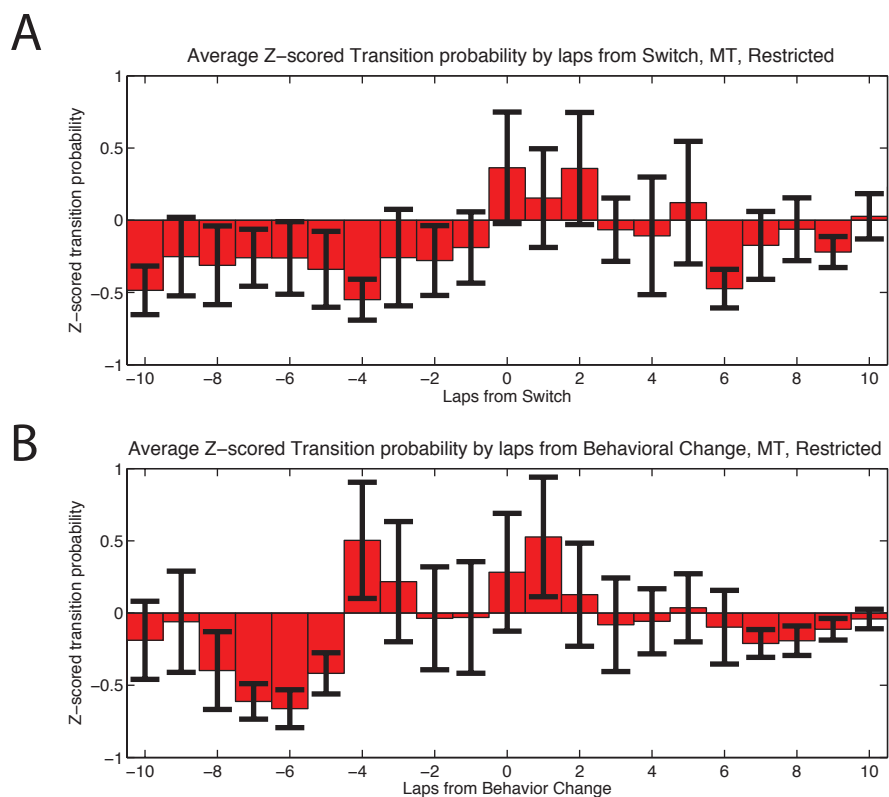 A
Average Z−scored Transition probability by laps from Switch, MT, Restricted
Z−scored transition probability
1
0.5
0
−0.5
−1
−10 −8 −6 −4 −2 0 2 4 6 8 10
Laps from Switch
B
Average Z−scored Transition probability by laps from Behavioral Change, MT, Restricted
Z−scored transition probability
1
0.5
0
−0.5
−1
−10 −8 −6 −4 −2 0 2 4 6 8 10
Laps from Behavior Change